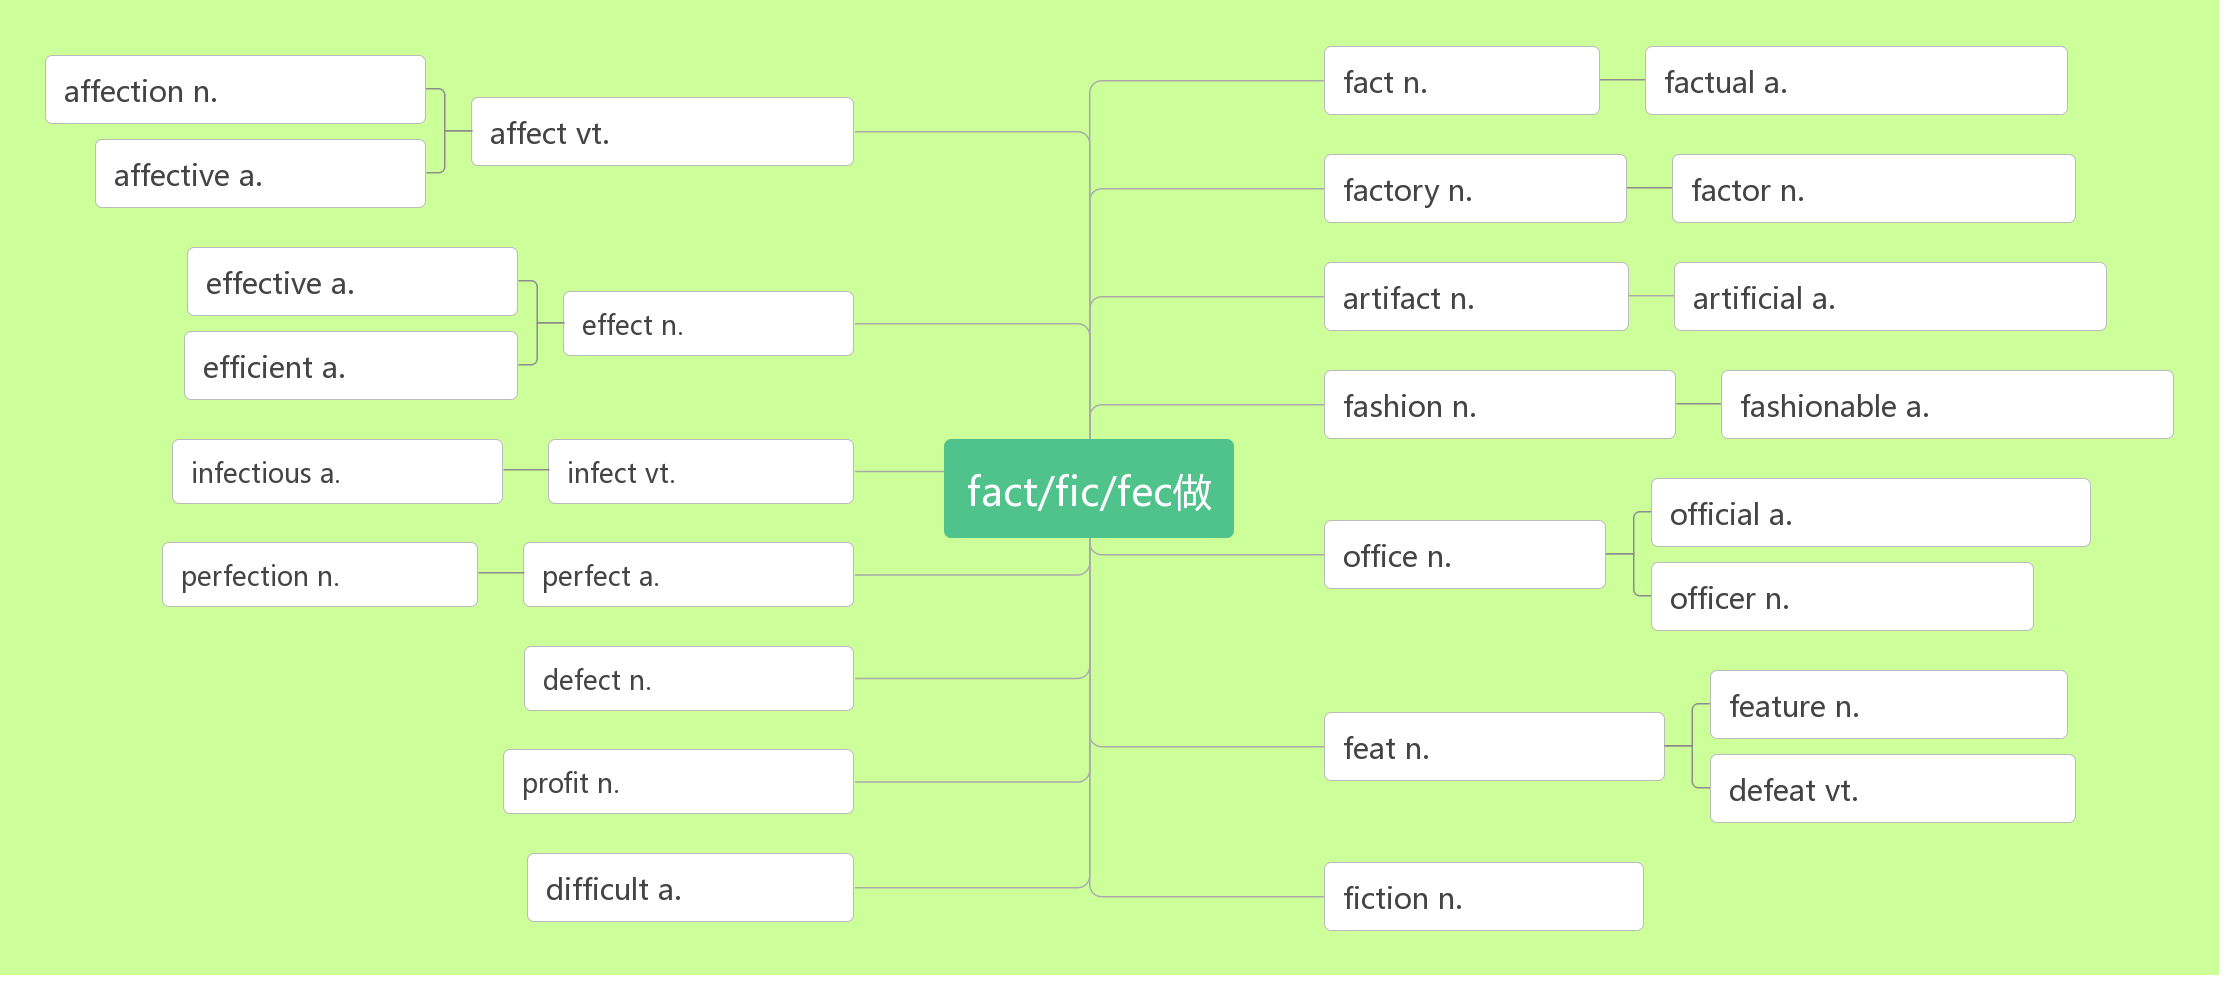 affection n.
affective a.
affect vt.
effective a.
efficient a.
effect n.
infectious a.
infect vt.
perfection n.
perfect a.
defect n.
profit n.
difficult a.
fact/fic/fec做
fact n.
factual a.
factory n.
factor n.
artifact n.
artificial a.
fashion n.
fashionable a.
office n.
official a.
officer n.
feat n.
feature n.
defeat vt.
fiction n.